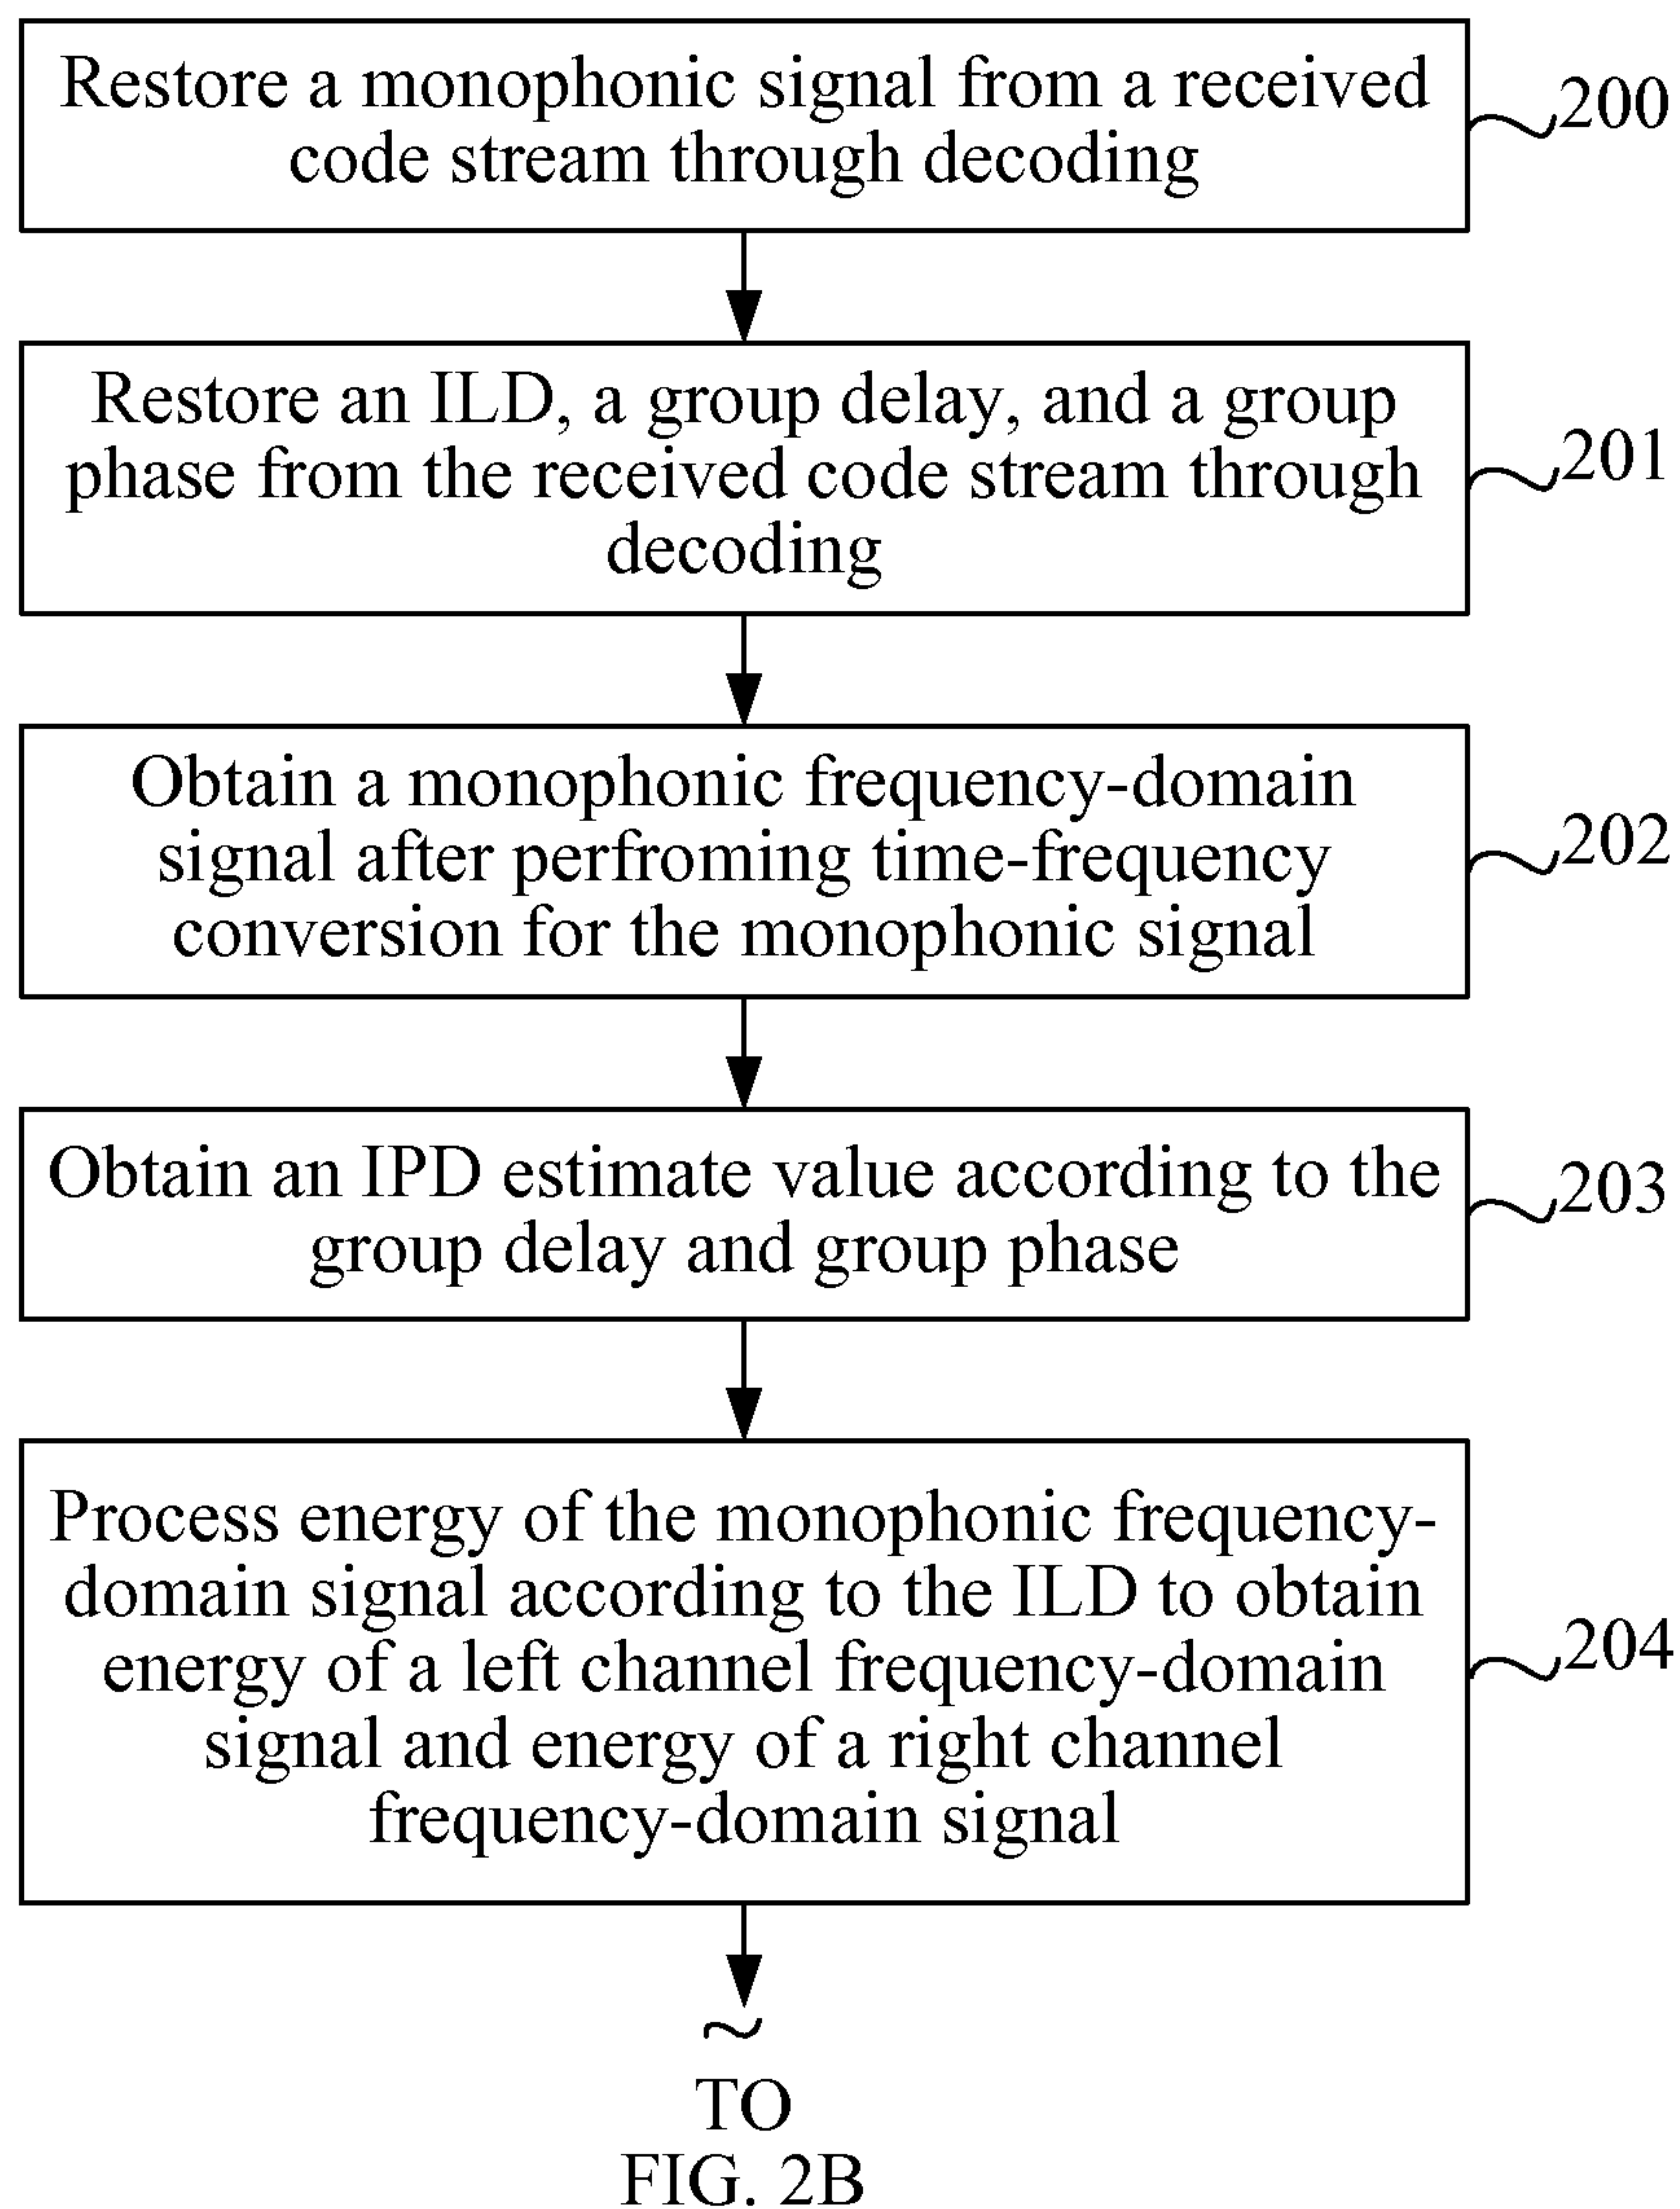 Restore a monophonic signal from a received
code stream through decoding
200
Restore an ILD, a group delay, and a group
phase from the received code stream through
decoding
201
Obtain a monophonic frequency-domain
signal after perfroming time-frequency
conversion for the monophonic signal
202
Obtain an IPD estimate value according to the
group delay and group phase
203
Process energy of the monophonic frequency-
domain signal according to the ILD to obtain
energy of a left channel frequency-domain
signal and energy of a right channel
frequency-domain signal
204
~
TO
FIG. 2B